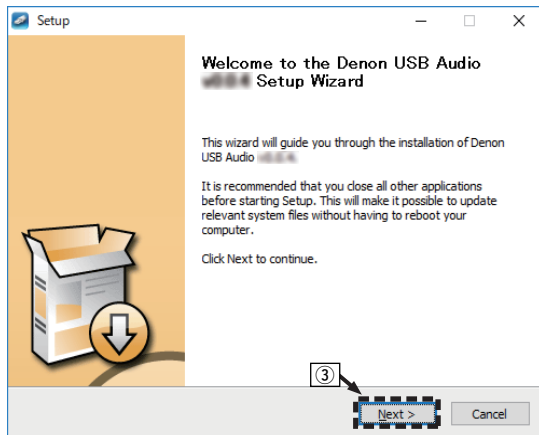 Setup
Welcome to the Denon USB Audio
Setup Wizard
This wizard will guide you through the installation of Denon
USB Audio
It is recommended that you close all other applications
before starting Setup. This will make it possible to update
relevant system files without having to reboot your
computer.
Click Next to continue.
③
Next >
Cancel